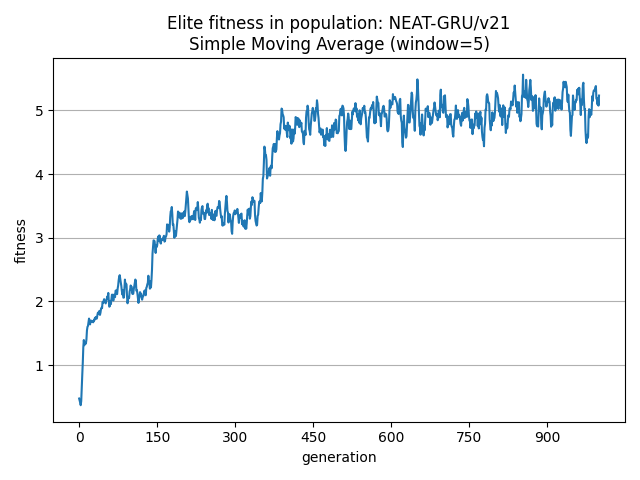 Elite fitness in population: NEAT-GRU/v21
Simple Moving Average (window=5)
fitness
5
4
3
2
1
0 150 300 450 600 750 900
generation